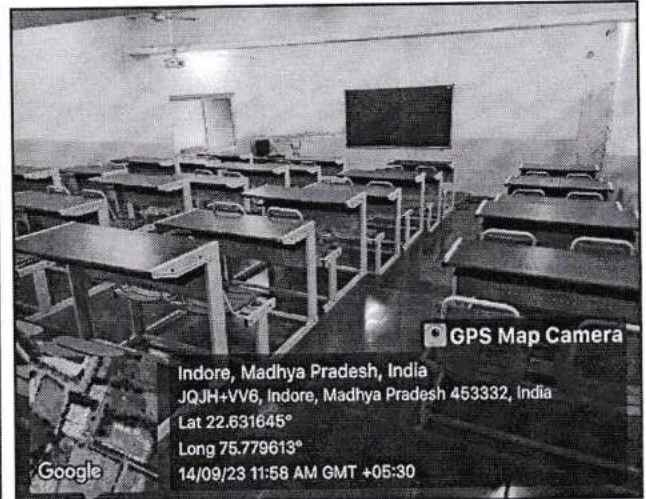 GPS Map Camera
Indore, Madhya Pradesh, India
JQJH+VV6, Indore, Madhya Pradesh 453332, India
Lat 22.631645°
Long 75.779613°
14/09/23 11:58 AM GMT +05:30
Google